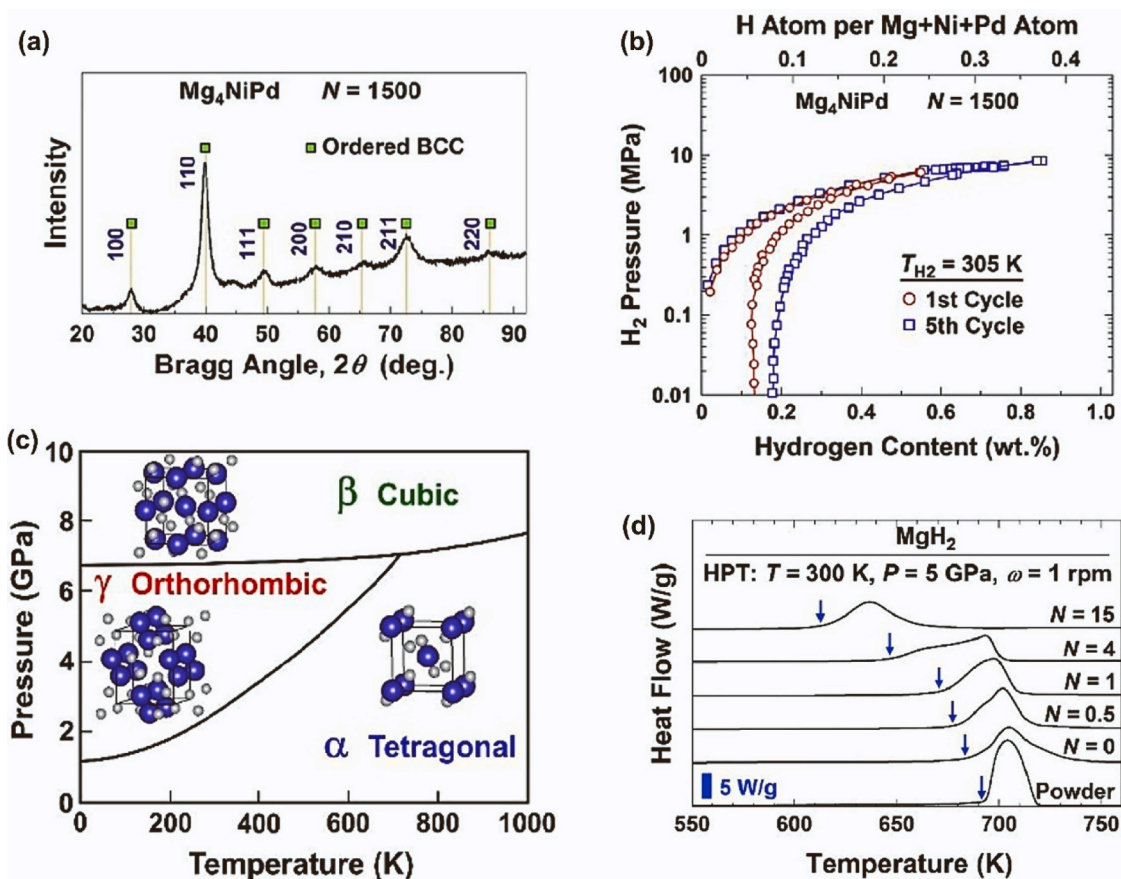 (a)
Mg₄NiPd N = 1500
Ordered BCC
100
110
111
200
210
211
220
Intensity
20 30 40 50 60 70 80 90
Bragg Angle, 2θ (deg.)
(b)
H Atom per Mg+Ni+Pd Atom
0 0.1 0.2 0.3 0.4
Mg₄NiPd N = 1500
100
10
1
0.1
0.01
H₂ Pressure (MPa)
T_H2 = 305 K
1st Cycle
5th Cycle
0 0.2 0.4 0.6 0.8 1.0
Hydrogen Content (wt.%)
(c)
10
8
6
4
2
0
Pressure (GPa)
β Cubic
γ Orthorhombic
α Tetragonal
0 200 400 600 800 1000
Temperature (K)
(d)
MgH₂
HPT: T = 300 K, P = 5 GPa, ω = 1 rpm
N = 15
N = 4
N = 1
N = 0.5
N = 0
Powder
5 W/g
Heat Flow (W/g)
550 600 650 700 750
Temperature (K)